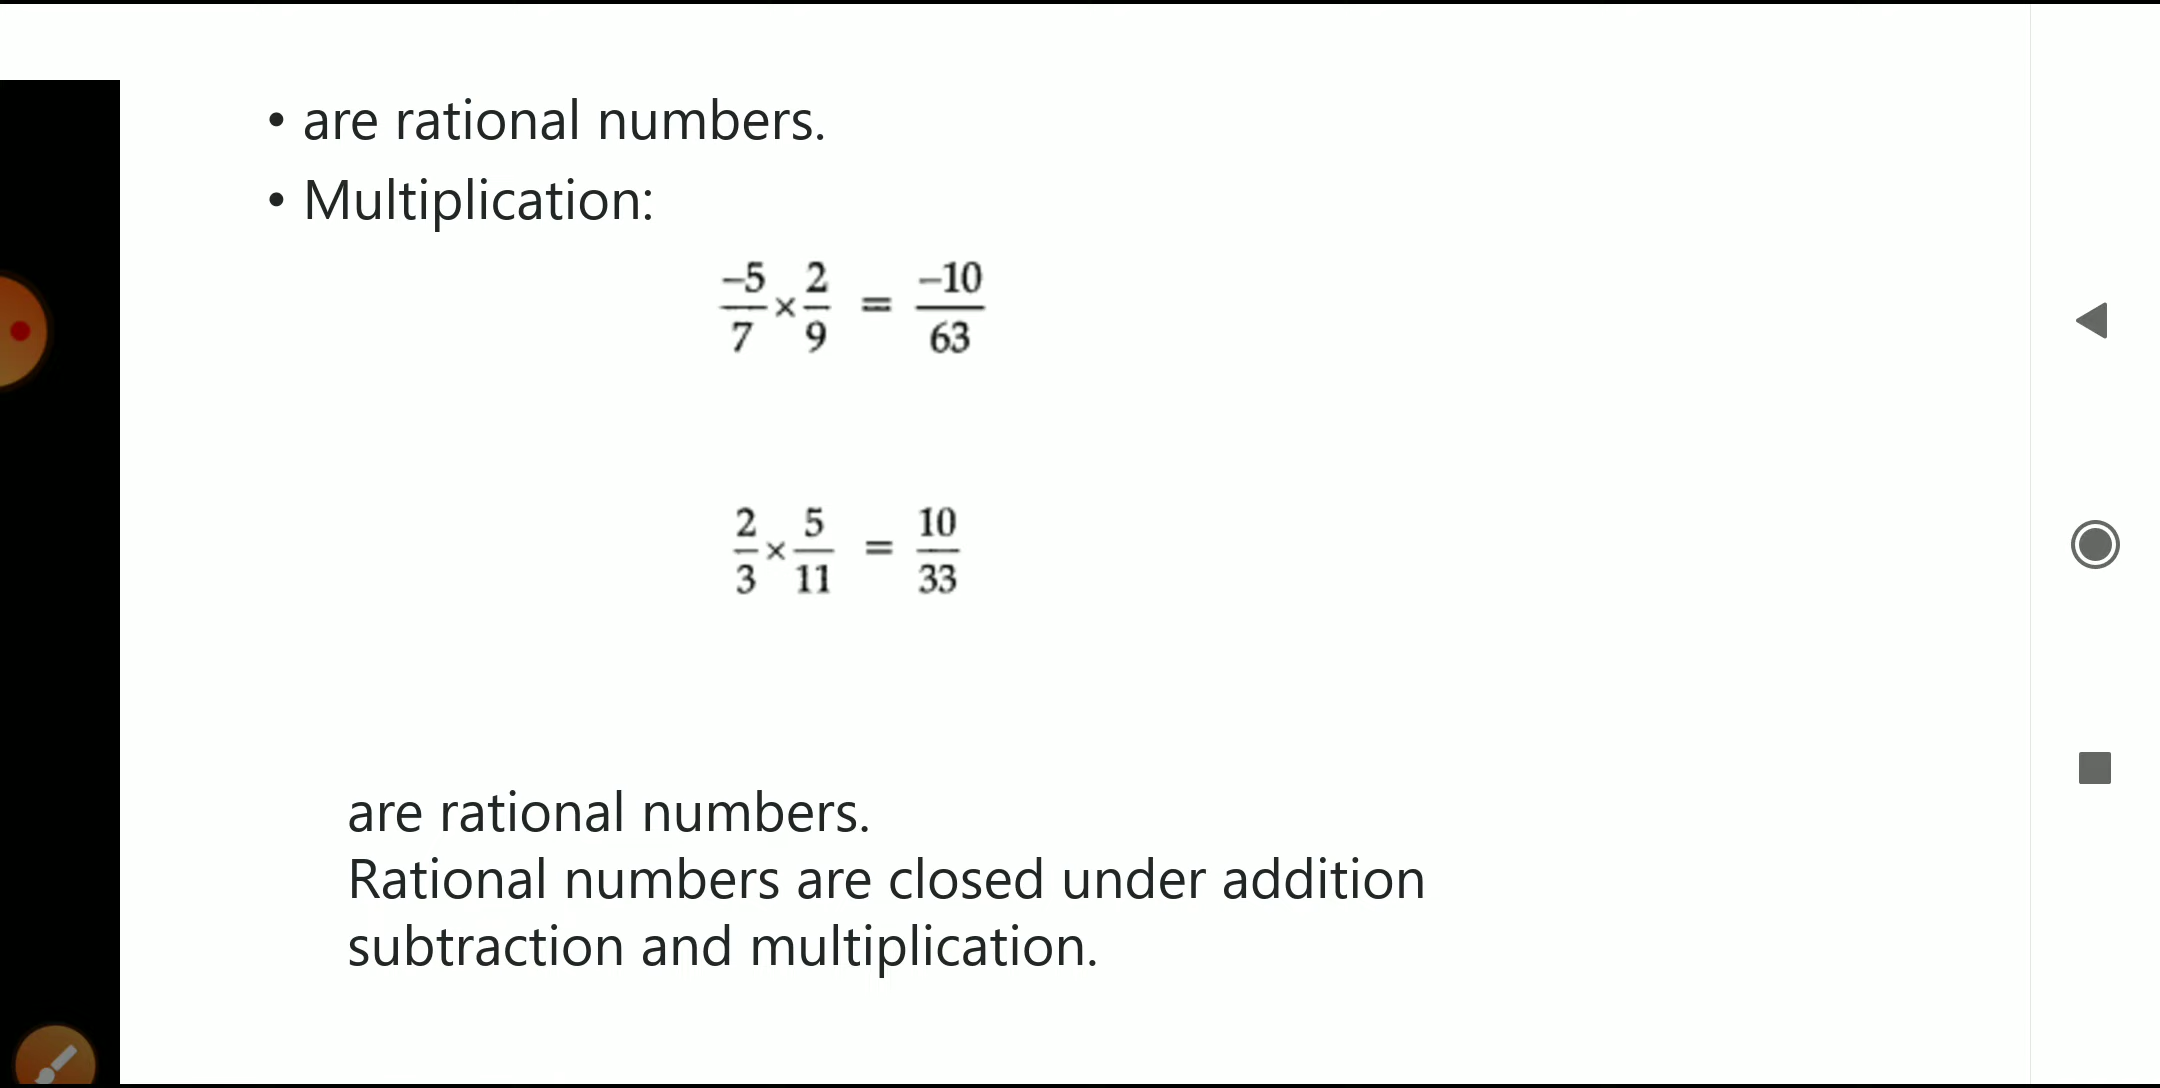 • are rational numbers.
• Multiplication:
−5/7 × 2/9 = −10/63
2/3 × 5/11 = 10/33
are rational numbers.
Rational numbers are closed under addition
subtraction and multiplication.